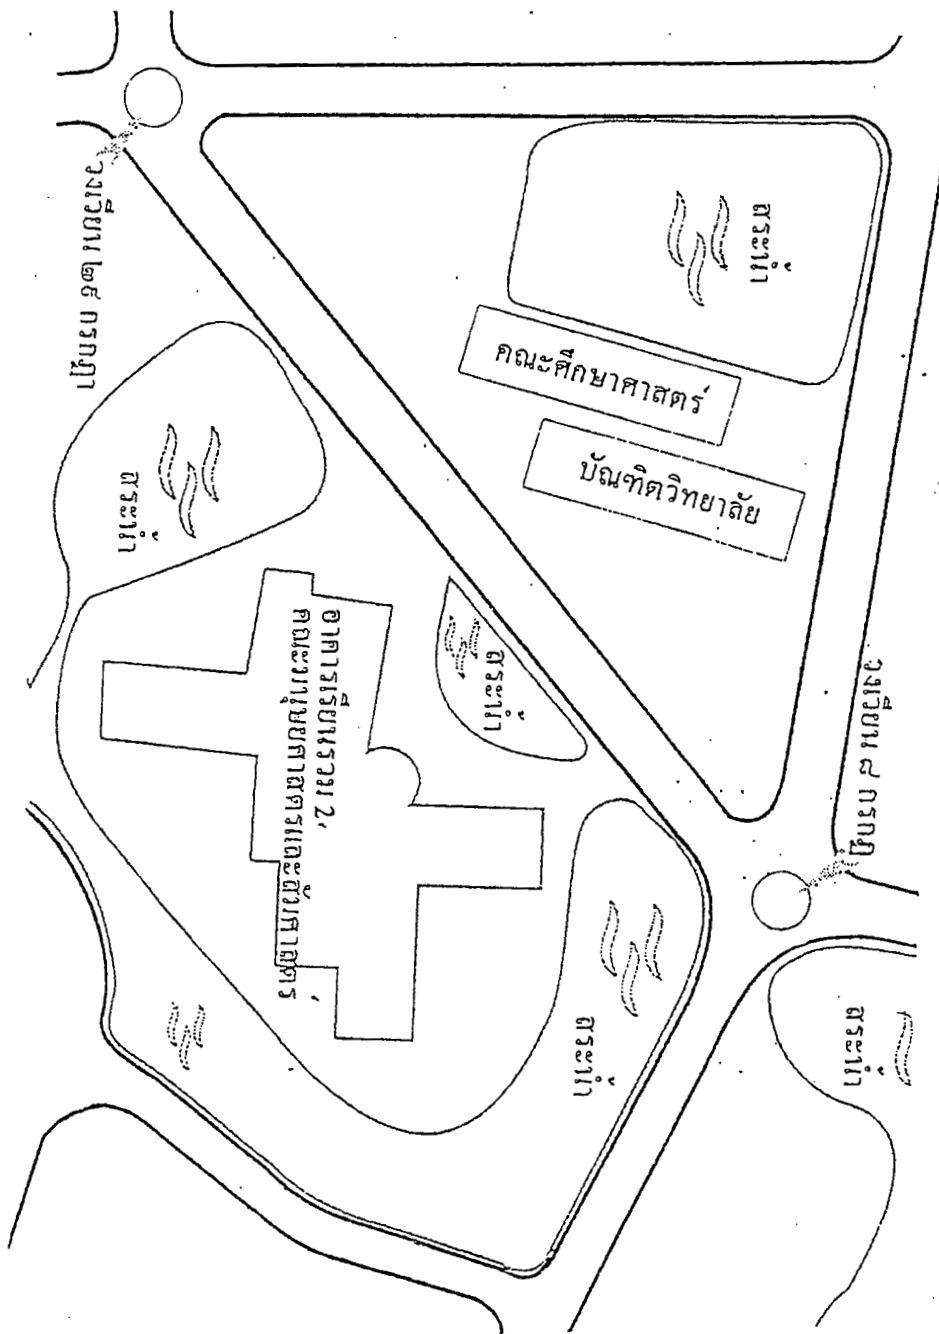 สระน้ำ
วงเวียน ๒๕ กรกฎา
คณะศึกษาศาสตร์
บัณฑิตวิทยาลัย
สระน้ำ
สระน้ำ
อาคารเรียนรวม 2
คณะมนุษยศาสตร์และสังคมศาสตร์
วงเวียน ๘ กรกฎ
สระน้ำ
สระน้ำ